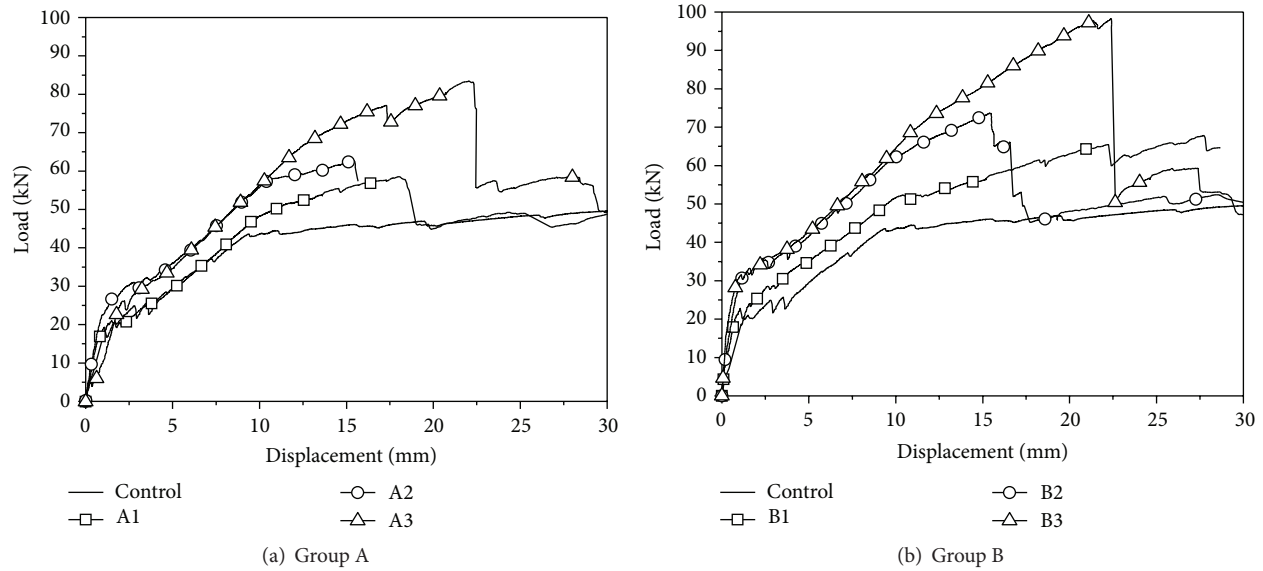 100
90
80
70
60
50
40
30
20
10
0
Load (kN)
0 5 10 15 20 25 30
Displacement (mm)
Control A2
A1 A3
(a) Group A
100
90
80
70
60
50
40
30
20
10
0
Load (kN)
0 5 10 15 20 25 30
Displacement (mm)
Control B2
B1 B3
(b) Group B